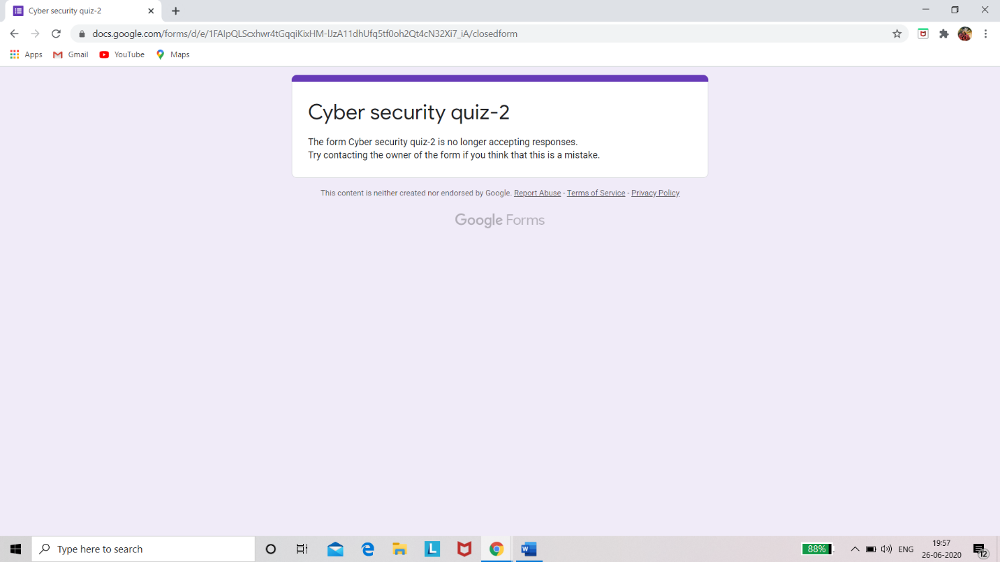 Cyber security quiz-2
docs.google.com/forms/d/e/1FAIpQLScxhwr4tGqqiKixHM-lJzA11dhUfq5tf0oh2Qt4cN32Xi7_iA/closedform
Apps Gmail YouTube Maps
Cyber security quiz-2
The form Cyber security quiz-2 is no longer accepting responses.
Try contacting the owner of the form if you think that this is a mistake.
This content is neither created nor endorsed by Google. Report Abuse - Terms of Service - Privacy Policy
Google Forms
Type here to search
88%
ENG
19:57
26-06-2020
12